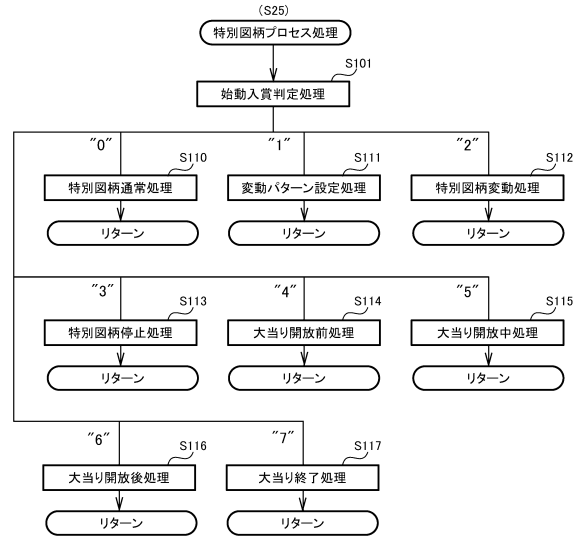 (S25)
特別図柄プロセス処理
S101
始動入賞判定処理
"0"
"1"
"2"
S110
S111
S112
特別図柄通常処理
変動パターン設定処理
特別図柄変動処理
リターン
リターン
リターン
"3"
"4"
"5"
S113
S114
S115
特別図柄停止処理
大当り開放前処理
大当り開放中処理
リターン
リターン
リターン
"6"
"7"
S116
S117
大当り開放後処理
大当り終了処理
リターン
リターン